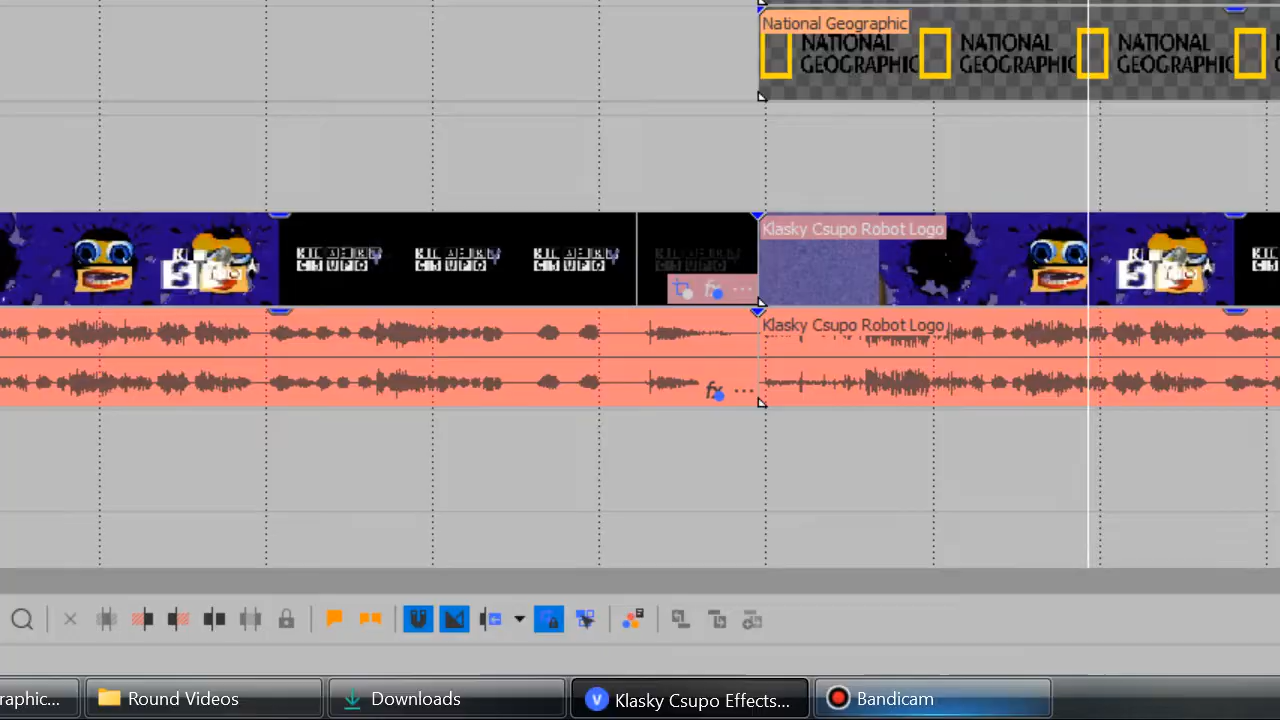 National Geographic
NATIONAL GEOGRAPHIC NATIONAL GEOGRAPHIC NATIONAL GEOGRAPHIC
Klasky Csupo Robot Logo
Klasky Csupo Robot Logo
raphic...
Round Videos
Downloads
Klasky Csupo Effects...
Bandicam